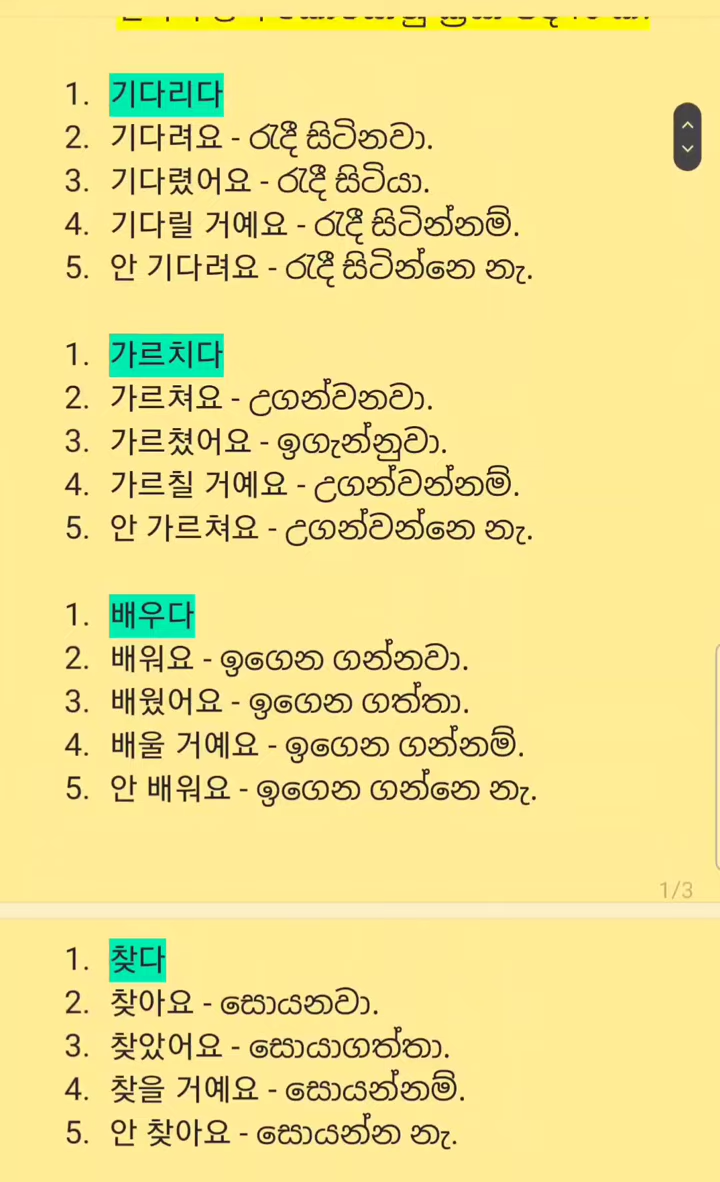 1. 기다리다
2. 기다려요 - රැඳී සිටිනවා.
3. 기다렸어요 - රැඳී සිටියා.
4. 기다릴 거예요 - රැඳී සිටින්නම්.
5. 안 기다려요 - රැඳී සිටින්නෙ නැ.
1. 가르치다
2. 가르쳐요 - උගන්වනවා.
3. 가르쳤어요 - ඉගැන්නුවා.
4. 가르칠 거예요 - උගන්වන්නම්.
5. 안 가르쳐요 - උගන්වන්නෙ නැ.
1. 배우다
2. 배워요 - ඉගෙන ගන්නවා.
3. 배웠어요 - ඉගෙන ගත්තා.
4. 배울 거예요 - ඉගෙන ගන්නම්.
5. 안 배워요 - ඉගෙන ගන්නෙ නැ.
1/3
1. 찾다
2. 찾아요 - සොයනවා.
3. 찾았어요 - සොයාගත්තා.
4. 찾을 거예요 - සොයන්නම්.
5. 안 찾아요 - සොයන්න නැ.